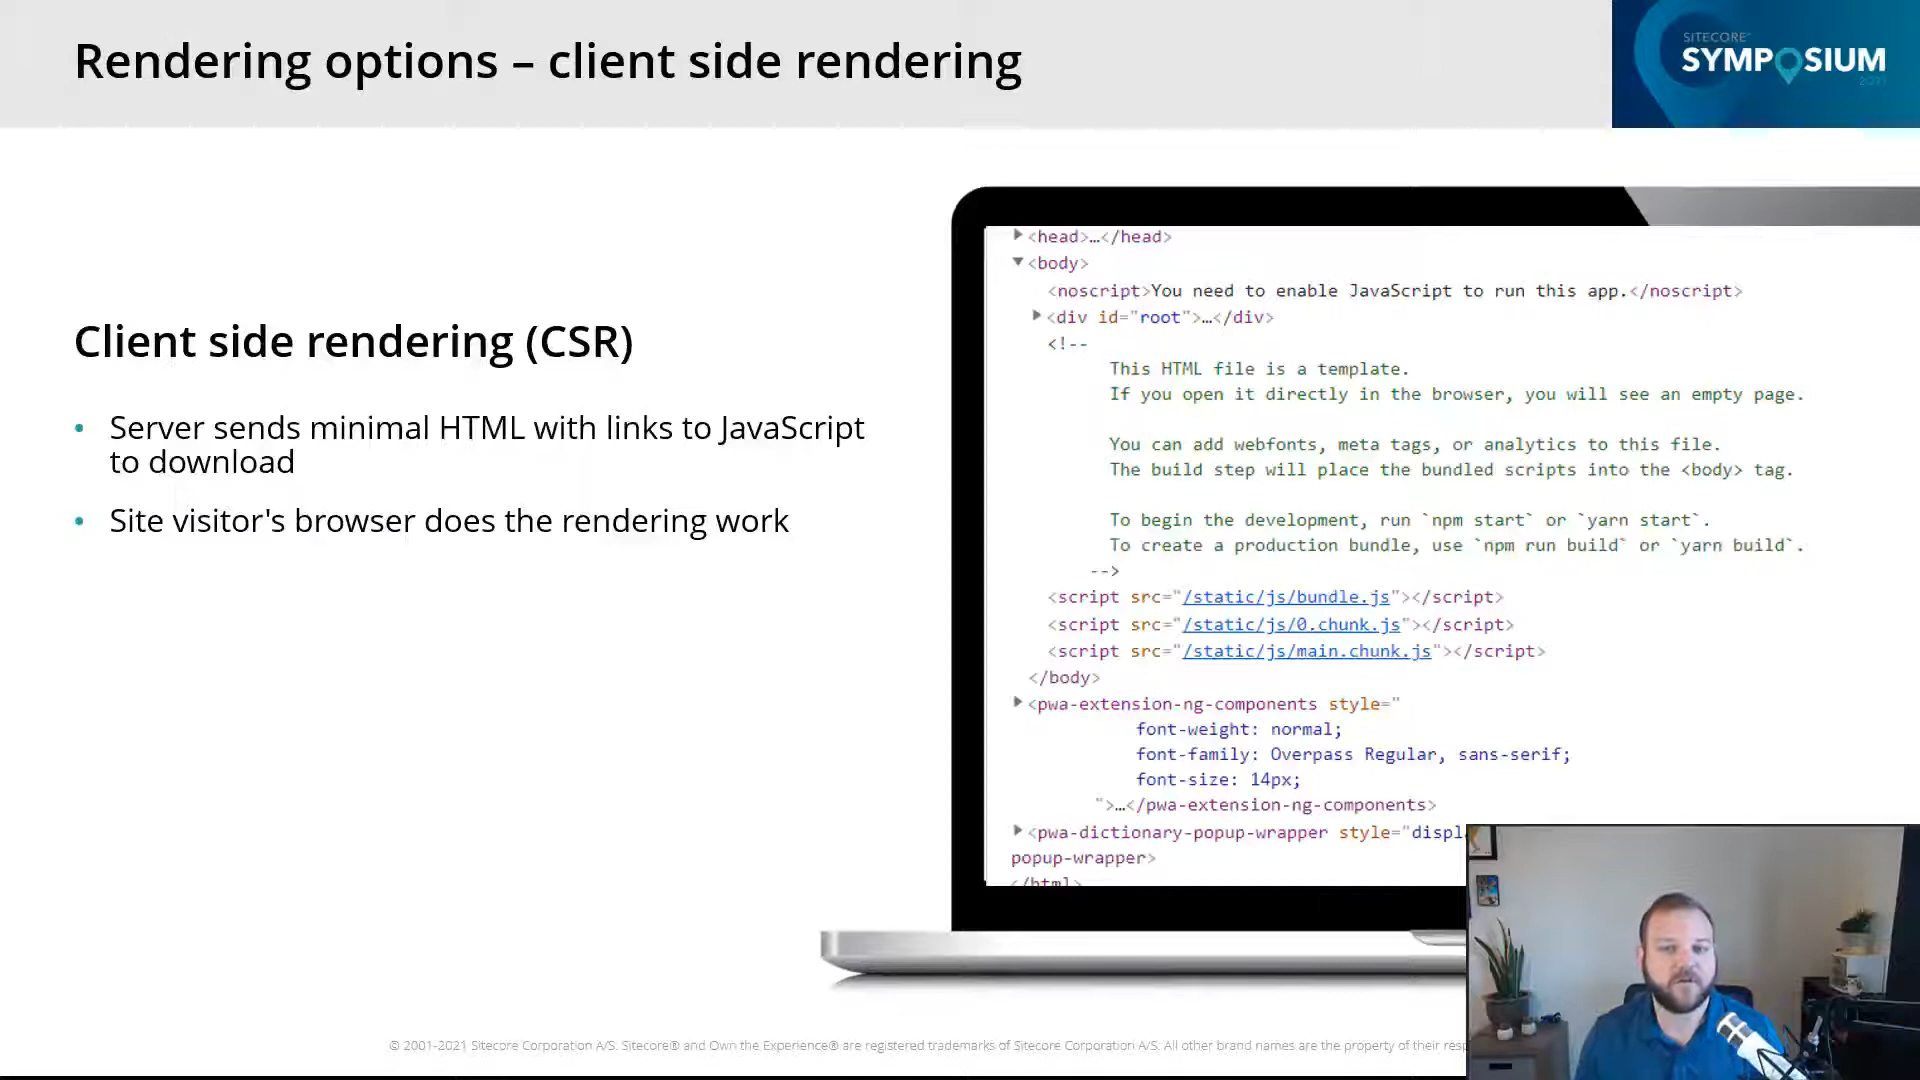 Rendering options – client side rendering
SITECORE
SYMPOSIUM
2021
Client side rendering (CSR)
• Server sends minimal HTML with links to JavaScript
to download
• Site visitor's browser does the rendering work
<head>…</head>
<body>
<noscript>You need to enable JavaScript to run this app.</noscript>
<div id="root">…</div>
<!--
This HTML file is a template.
If you open it directly in the browser, you will see an empty page.
You can add webfonts, meta tags, or analytics to this file.
The build step will place the bundled scripts into the <body> tag.
To begin the development, run `npm start` or `yarn start`.
To create a production bundle, use `npm run build` or `yarn build`.
-->
<script src="/static/js/bundle.js"></script>
<script src="/static/js/0.chunk.js"></script>
<script src="/static/js/main.chunk.js"></script>
</body>
<pwa-extension-ng-components style="
font-weight: normal;
font-family: Overpass Regular, sans-serif;
font-size: 14px;
">…</pwa-extension-ng-components>
<pwa-dictionary-popup-wrapper style="displ
popup-wrapper>
</html>
© 2001-2021 Sitecore Corporation A/S. Sitecore® and Own the Experience® are registered trademarks of Sitecore Corporation A/S. All other brand names are the property of their resp